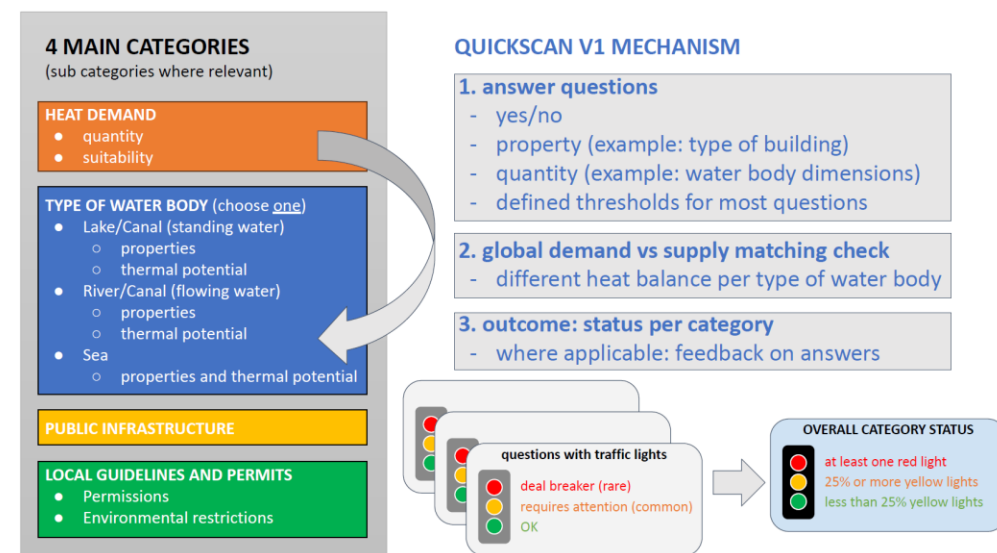 4 MAIN CATEGORIES
(sub categories where relevant)
HEAT DEMAND
● quantity
● suitability
TYPE OF WATER BODY (choose one)
● Lake/Canal (standing water)
○ properties
○ thermal potential
● River/Canal (flowing water)
○ properties
○ thermal potential
● Sea
○ properties and thermal potential
PUBLIC INFRASTRUCTURE
LOCAL GUIDELINES AND PERMITS
● Permissions
● Environmental restrictions
QUICKSCAN V1 MECHANISM
1. answer questions
- yes/no
- property (example: type of building)
- quantity (example: water body dimensions)
- defined thresholds for most questions
2. global demand vs supply matching check
- different heat balance per type of water body
3. outcome: status per category
- where applicable: feedback on answers
questions with traffic lights
deal breaker (rare)
requires attention (common)
OK
OVERALL CATEGORY STATUS
at least one red light
25% or more yellow lights
less than 25% yellow lights